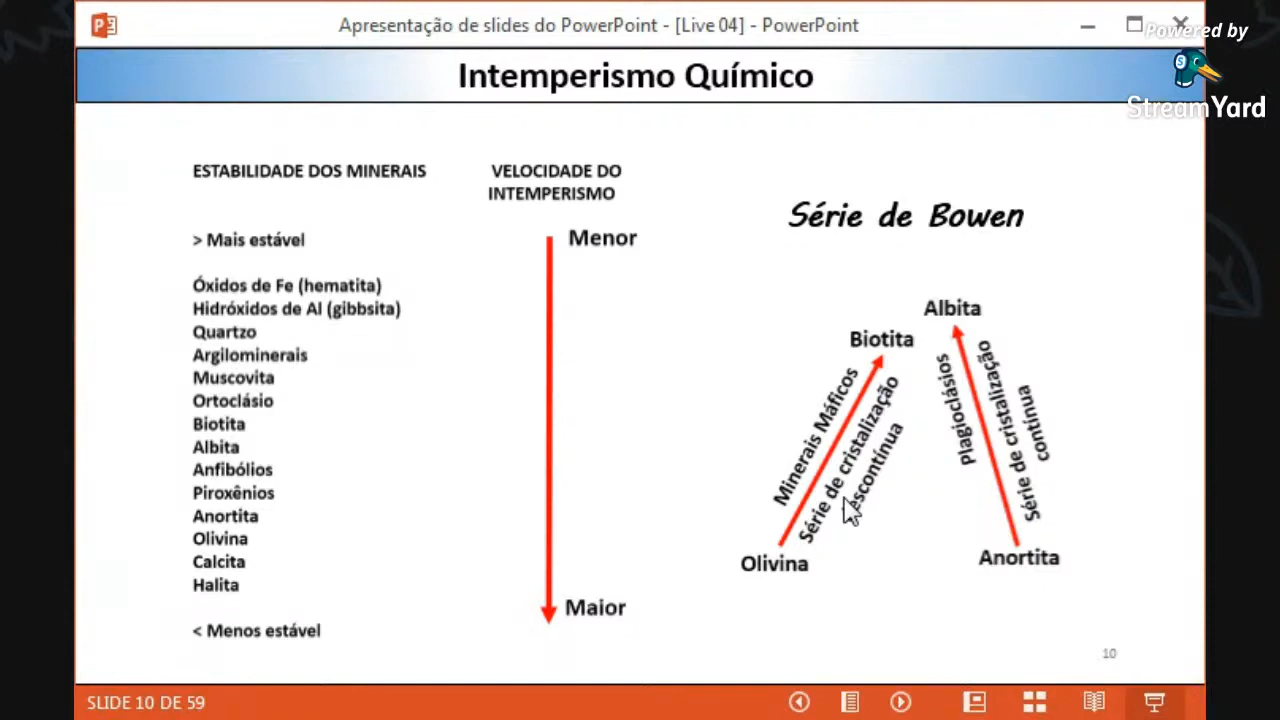 Apresentação de slides do PowerPoint - [Live 04] - PowerPoint
Powered by
StreamYard
Intemperismo Químico
ESTABILIDADE DOS MINERAIS
VELOCIDADE DO
INTEMPERISMO
> Mais estável
Óxidos de Fe (hematita)
Hidróxidos de Al (gibbsita)
Quartzo
Argilominerais
Muscovita
Ortoclásio
Biotita
Albita
Anfibólios
Piroxênios
Anortita
Olivina
Calcita
Halita
< Menos estável
Menor
Maior
Série de Bowen
Biotita
Minerais Máficos
Série de cristalização
descontínua
Olivina
Albita
Plagioclásios
Série de cristalização
contínua
Anortita
10
SLIDE 10 DE 59